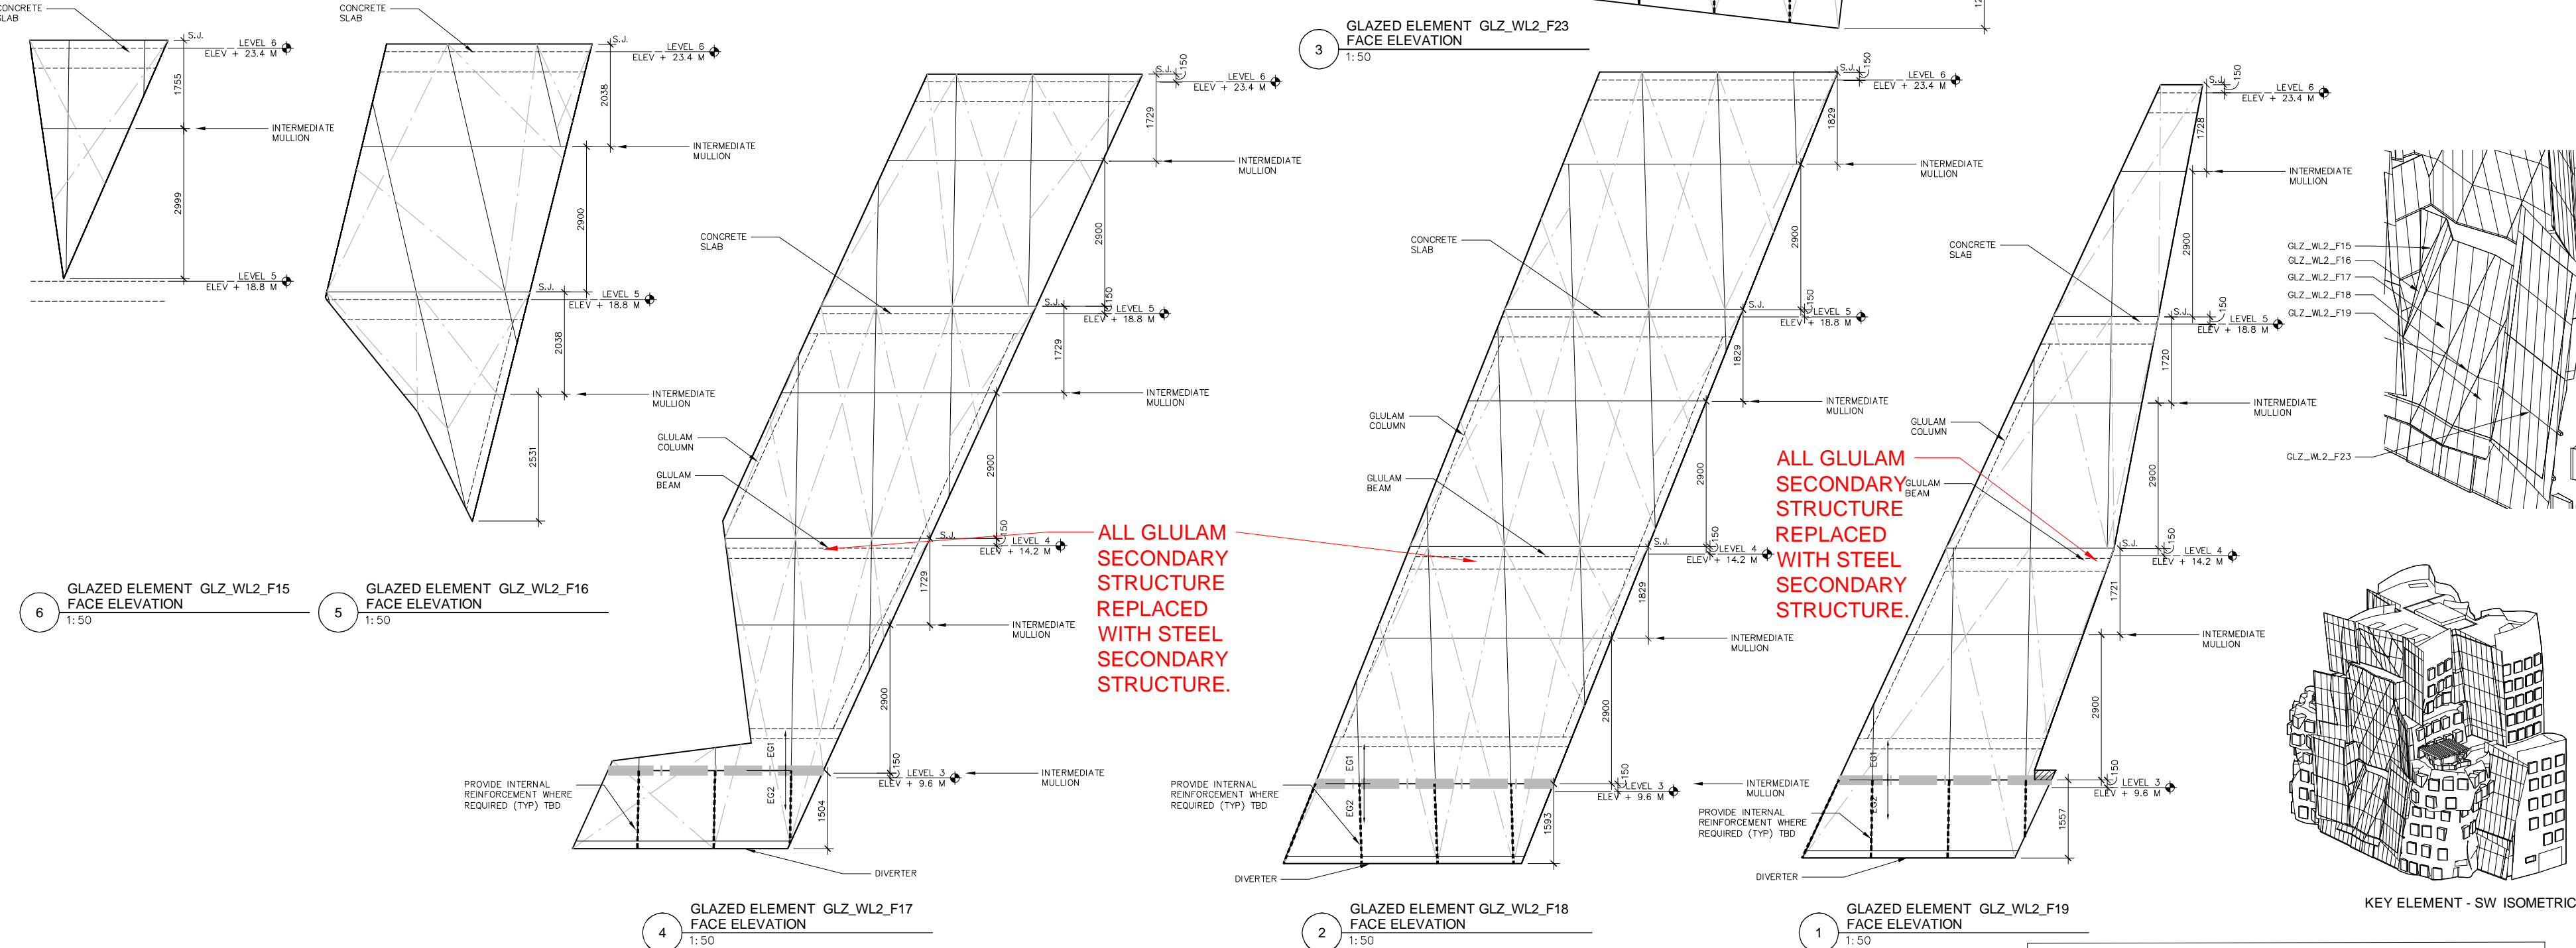 CONCRETE
SLAB
S.J.
LEVEL 6
ELEV + 23.4 M
1755
INTERMEDIATE
MULLION
2999
LEVEL 5
ELEV + 18.8 M
6
GLAZED ELEMENT GLZ_WL2_F15
FACE ELEVATION
1:50
CONCRETE
SLAB
S.J.
LEVEL 6
ELEV + 23.4 M
2038
INTERMEDIATE
MULLION
2900
S.J.
LEVEL 5
ELEV + 18.8 M
2038
INTERMEDIATE
MULLION
2531
5
GLAZED ELEMENT GLZ_WL2_F16
FACE ELEVATION
1:50
3
GLAZED ELEMENT GLZ_WL2_F23
FACE ELEVATION
1:50
S.J.
150
LEVEL 6
ELEV + 23.4 M
1729
INTERMEDIATE
MULLION
2900
CONCRETE
SLAB
S.J.
150
LEVEL 5
ELEV + 18.8 M
1729
INTERMEDIATE
MULLION
GLULAM
COLUMN
2900
GLULAM
BEAM
S.J.
150
LEVEL 4
ELEV + 14.2 M
1729
INTERMEDIATE
MULLION
2900
EG1
150
LEVEL 3
ELEV + 9.6 M
INTERMEDIATE
MULLION
EG2
PROVIDE INTERNAL
REINFORCEMENT WHERE
REQUIRED (TYP) TBD
1504
DIVERTER
4
GLAZED ELEMENT GLZ_WL2_F17
FACE ELEVATION
1:50
ALL GLULAM
SECONDARY
STRUCTURE
REPLACED
WITH STEEL
SECONDARY
STRUCTURE.
S.J.
150
LEVEL 6
ELEV + 23.4 M
1829
INTERMEDIATE
MULLION
2900
CONCRETE
SLAB
S.J.
150
LEVEL 5
ELEV + 18.8 M
1829
INTERMEDIATE
MULLION
GLULAM
COLUMN
2900
GLULAM
BEAM
S.J.
150
LEVEL 4
ELEV + 14.2 M
1829
INTERMEDIATE
MULLION
2900
EG1
150
LEVEL 3
ELEV + 9.6 M
INTERMEDIATE
MULLION
EG2
PROVIDE INTERNAL
REINFORCEMENT WHERE
REQUIRED (TYP) TBD
1593
DIVERTER
2
GLAZED ELEMENT GLZ_WL2_F18
FACE ELEVATION
1:50
ALL GLULAM
SECONDARY
STRUCTURE
REPLACED
WITH STEEL
SECONDARY
STRUCTURE.
S.J.
150
LEVEL 6
ELEV + 23.4 M
1728
INTERMEDIATE
MULLION
2900
CONCRETE
SLAB
S.J.
150
LEVEL 5
ELEV + 18.8 M
1720
INTERMEDIATE
MULLION
GLULAM
COLUMN
2900
GLULAM
BEAM
S.J.
150
LEVEL 4
ELEV + 14.2 M
1721
INTERMEDIATE
MULLION
2900
EG1
150
LEVEL 3
ELEV + 9.6 M
EG2
PROVIDE INTERNAL
REINFORCEMENT WHERE
REQUIRED (TYP) TBD
1557
DIVERTER
1
GLAZED ELEMENT GLZ_WL2_F19
FACE ELEVATION
1:50
GLZ_WL2_F15
GLZ_WL2_F16
GLZ_WL2_F17
GLZ_WL2_F18
GLZ_WL2_F19
GLZ_WL2_F23
KEY ELEMENT - SW ISOMETRIC